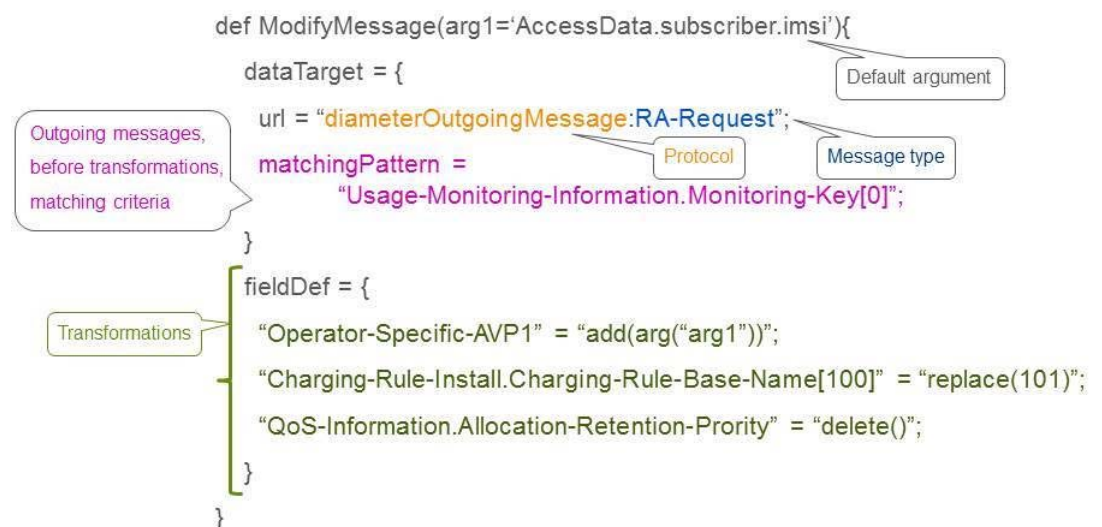 def ModifyMessage(arg1=‘AccessData.subscriber.imsi’){
Default argument
dataTarget = {
url = “diameterOutgoingMessage:RA-Request”;
Protocol
Message type
Outgoing messages,
before transformations,
matching criteria
matchingPattern =
“Usage-Monitoring-Information.Monitoring-Key[0]”;
}
fieldDef = {
Transformations
“Operator-Specific-AVP1” = “add(arg(“arg1”))”;
“Charging-Rule-Install.Charging-Rule-Base-Name[100]” = “replace(101)”;
“QoS-Information.Allocation-Retention-Prority” = “delete()”;
}
}